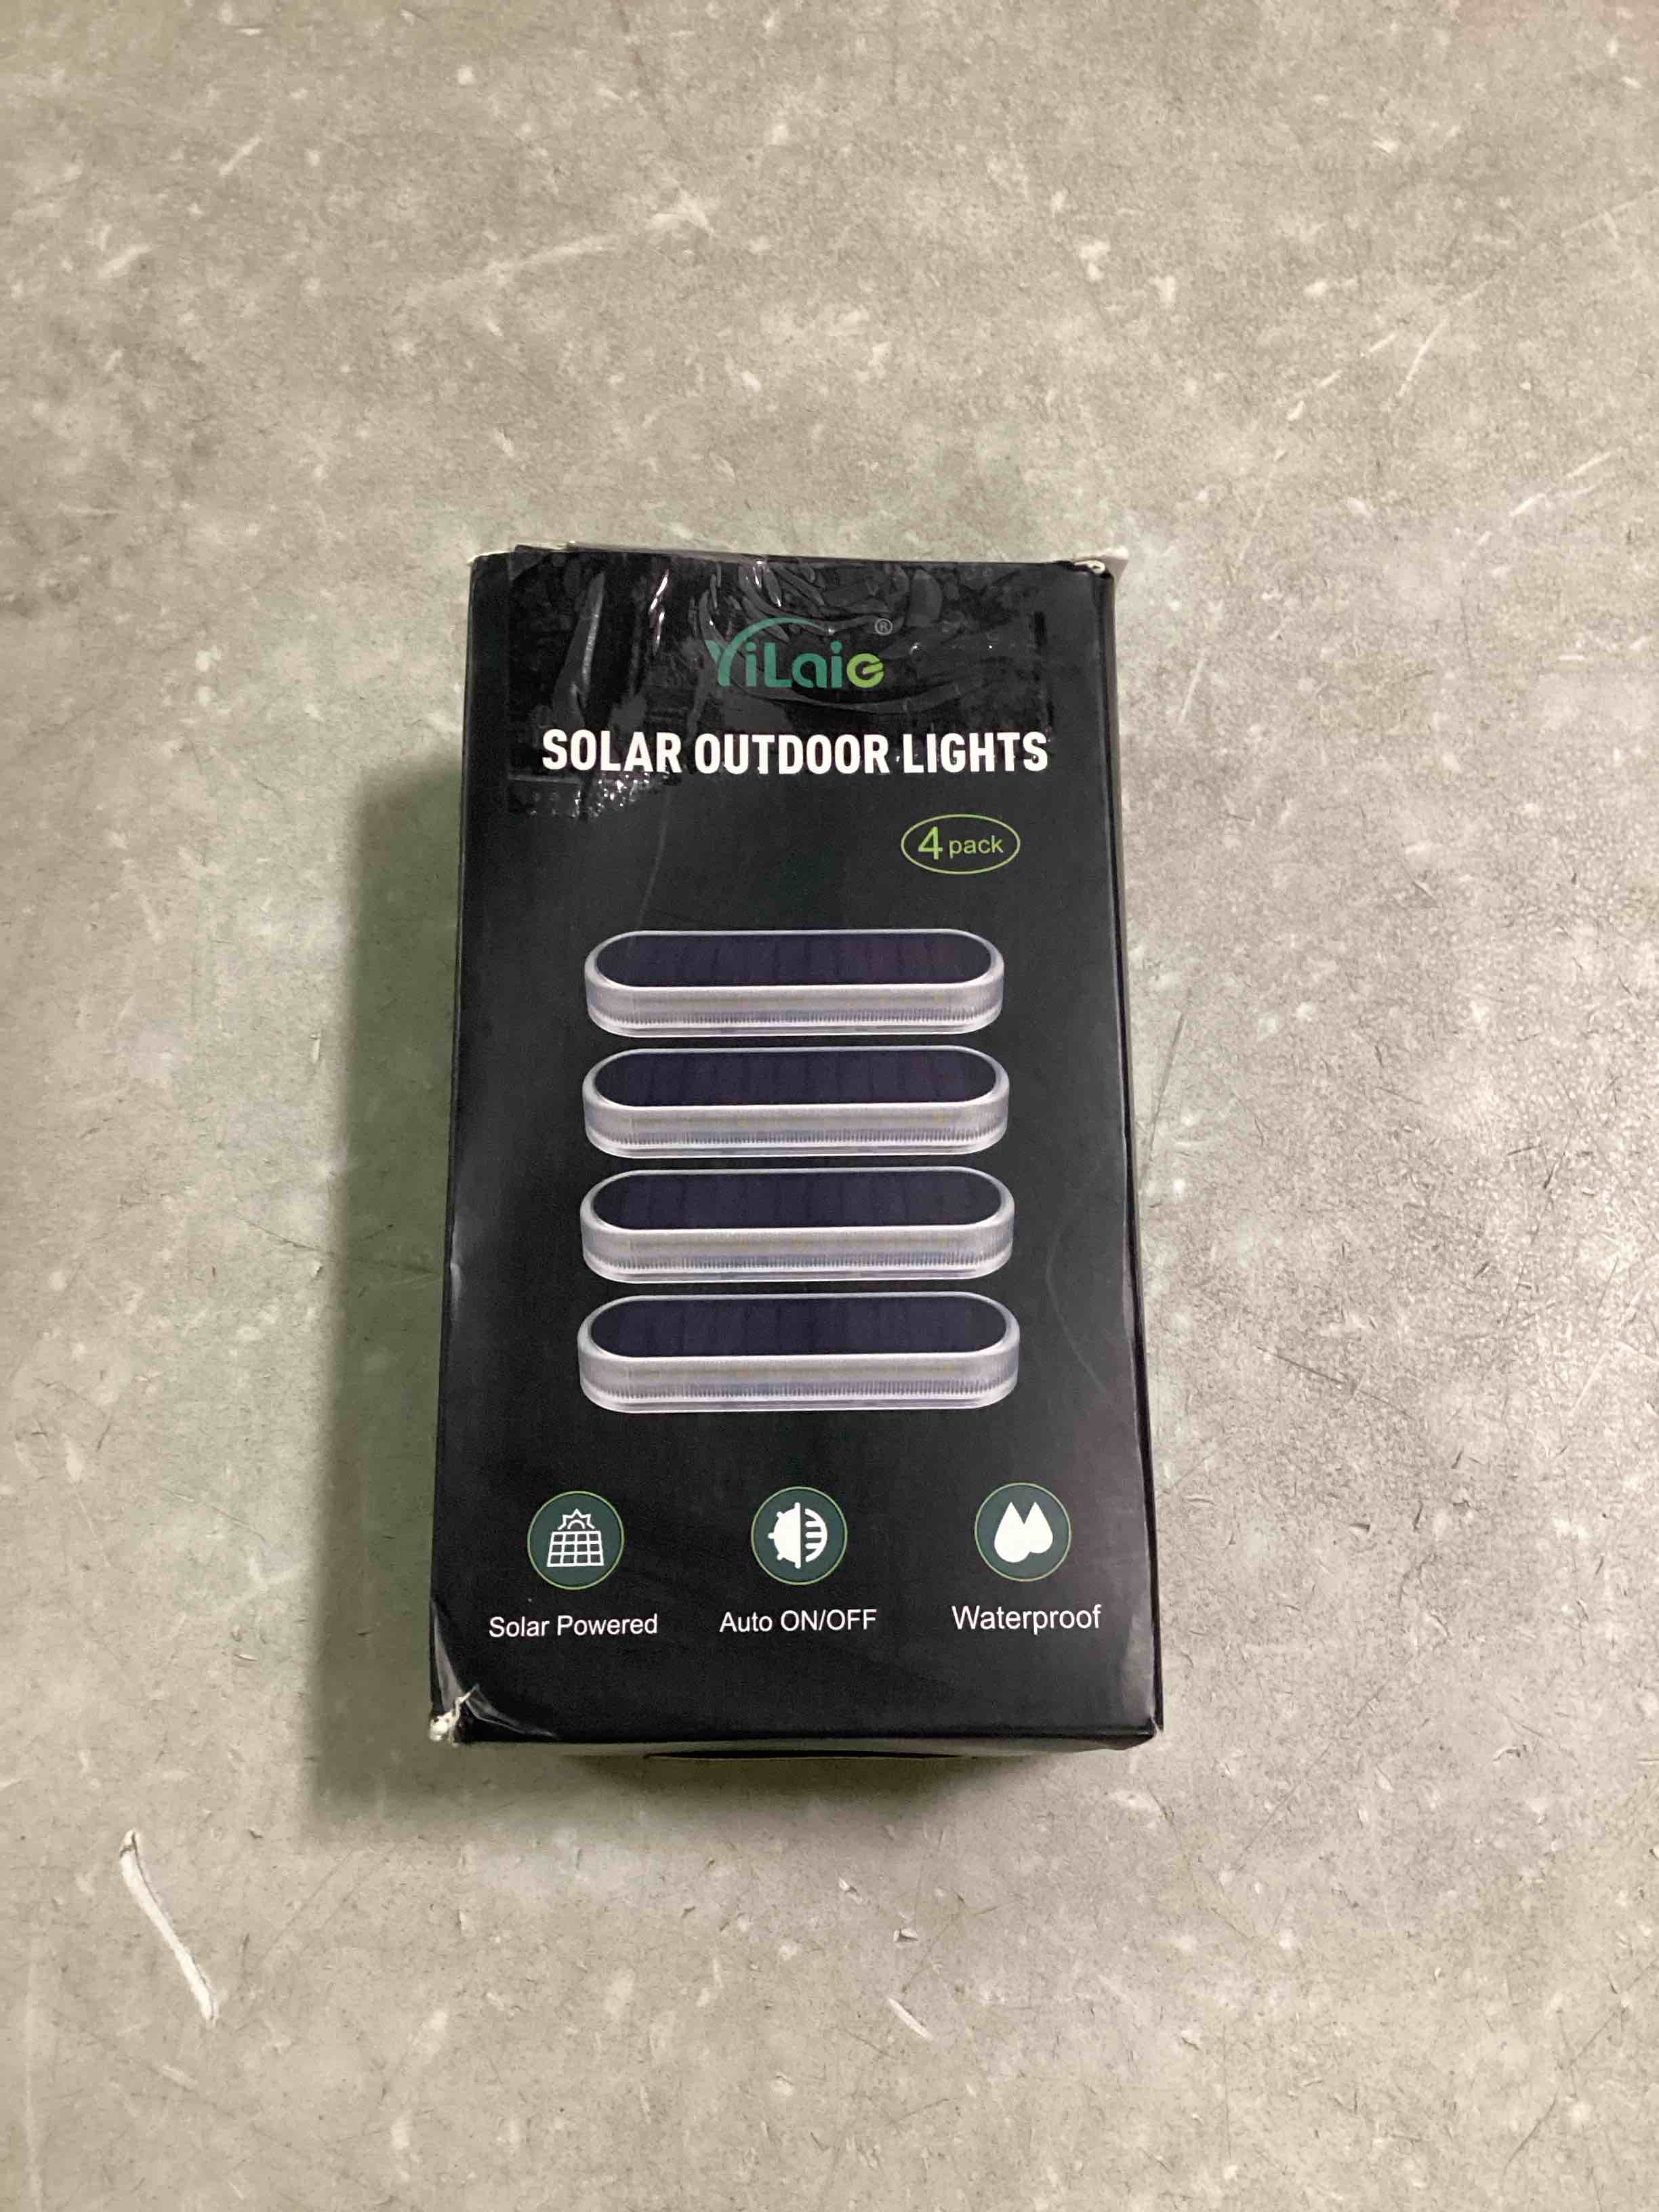 YiLaie®
SOLAR OUTDOOR LIGHTS
4 pack
Solar Powered
Auto ON/OFF
Waterproof